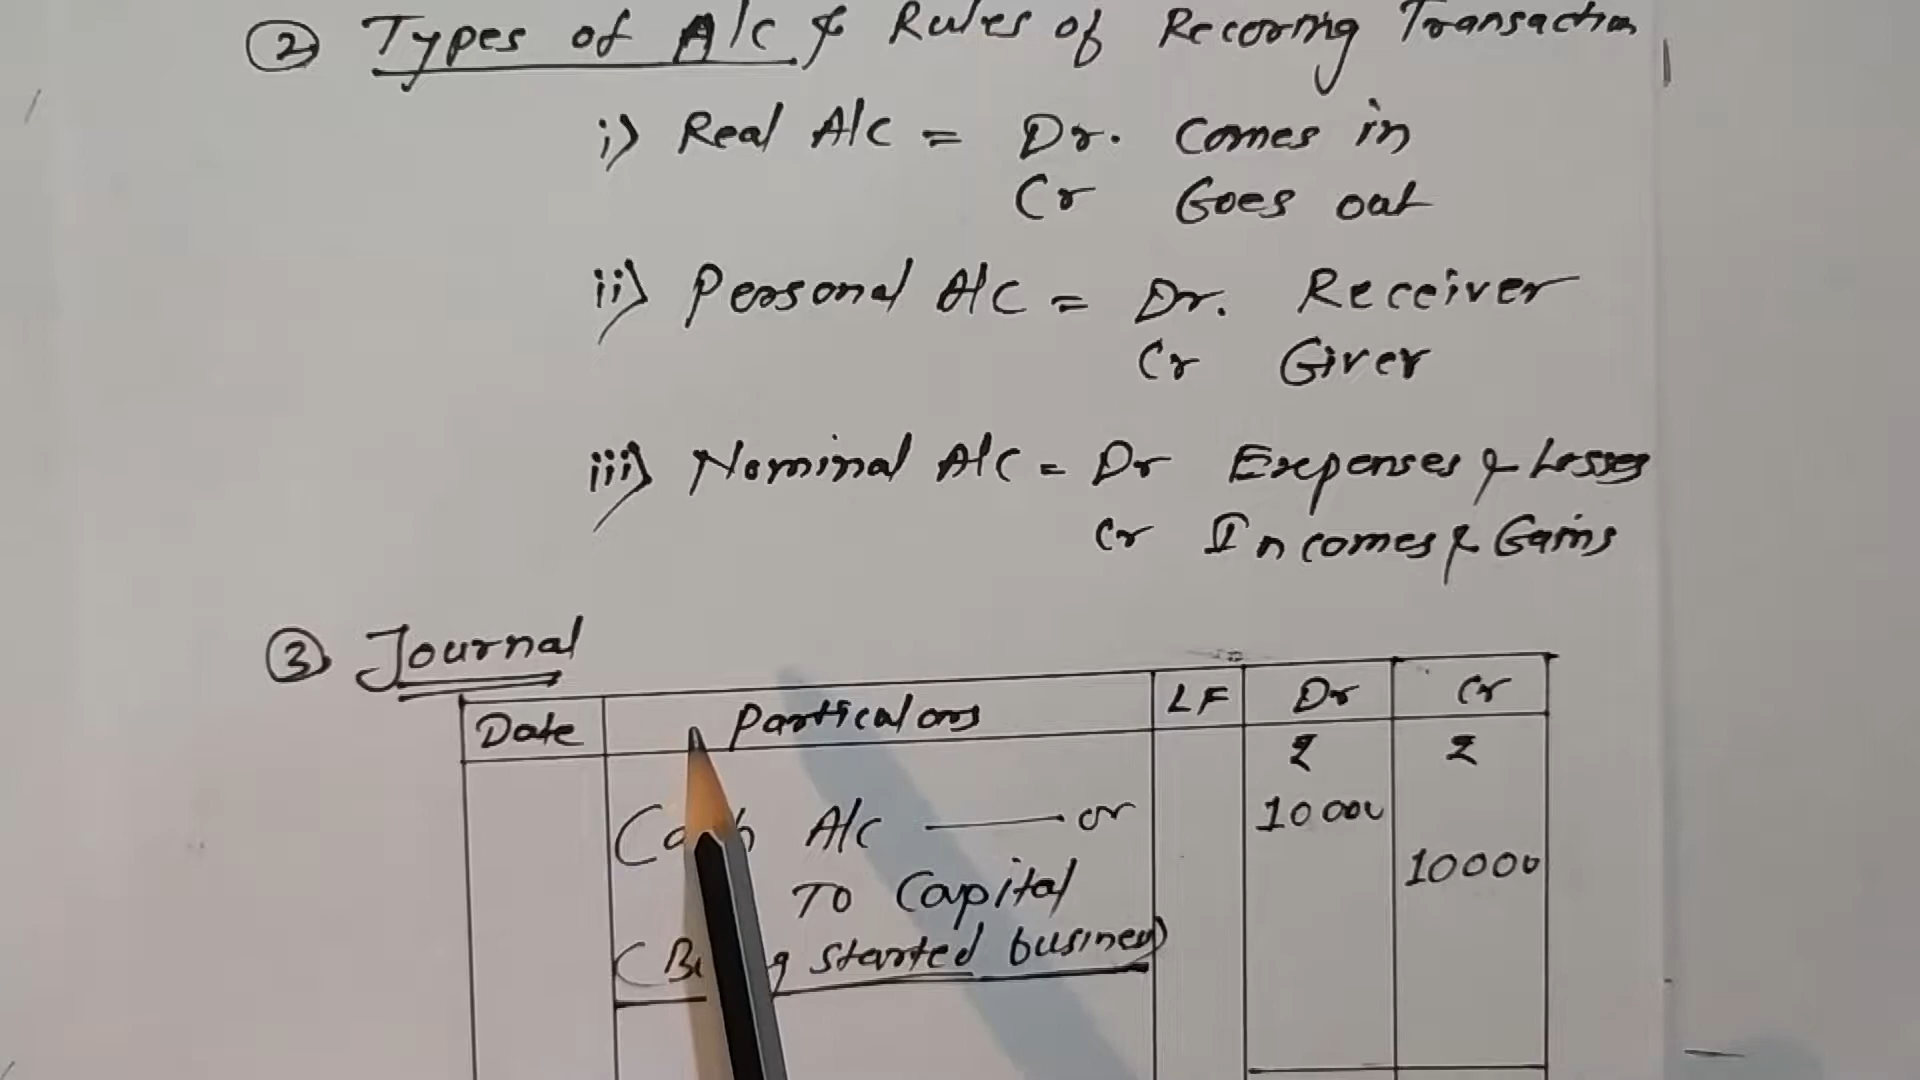 ② Types of A/c & Rules of Recorring Transaction
i) Real A/c = Dr. Comes in
Cr Goes out
ii) Personal A/c = Dr. Receiver
Cr Giver
iii) Nominal A/c = Dr Expenses & Losses
Cr Incomes & Gains
③ Journal
Date Particulars LF Dr Cr
₹ ₹
A/c Dr 10000
To Capital 10000
started business)